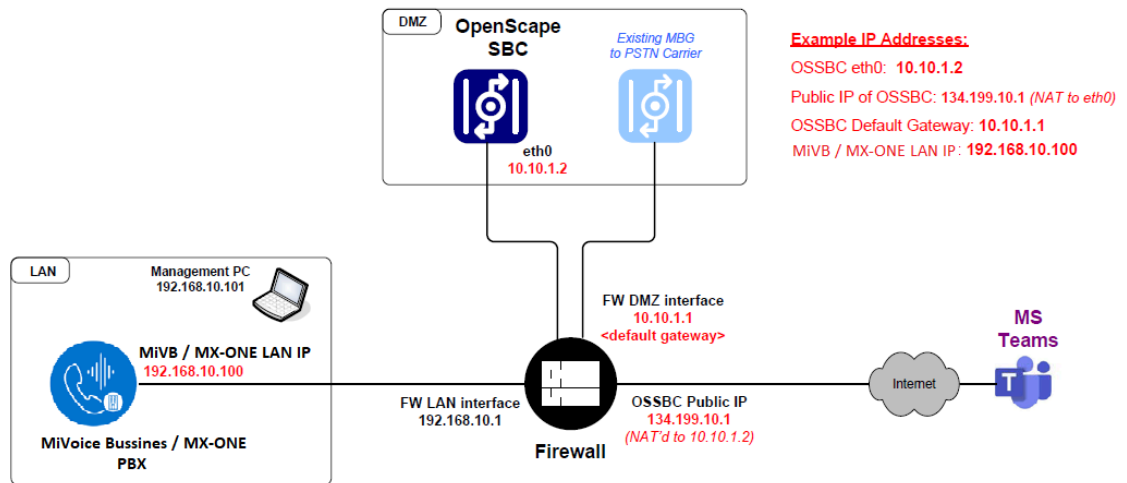 DMZ
OpenScape
SBC
Existing MBG
to PSTN Carrier
eth0
10.10.1.2
Example IP Addresses:
OSSBC eth0: 10.10.1.2
Public IP of OSSBC: 134.199.10.1 (NAT to eth0)
OSSBC Default Gateway: 10.10.1.1
MiVB / MX-ONE LAN IP: 192.168.10.100
LAN
Management PC
192.168.10.101
MiVB / MX-ONE LAN IP
192.168.10.100
MiVoice Bussines / MX-ONE
PBX
FW DMZ interface
10.10.1.1
<default gateway>
FW LAN interface
192.168.10.1
Firewall
OSSBC Public IP
134.199.10.1
(NAT'd to 10.10.1.2)
Internet
MS
Teams
T